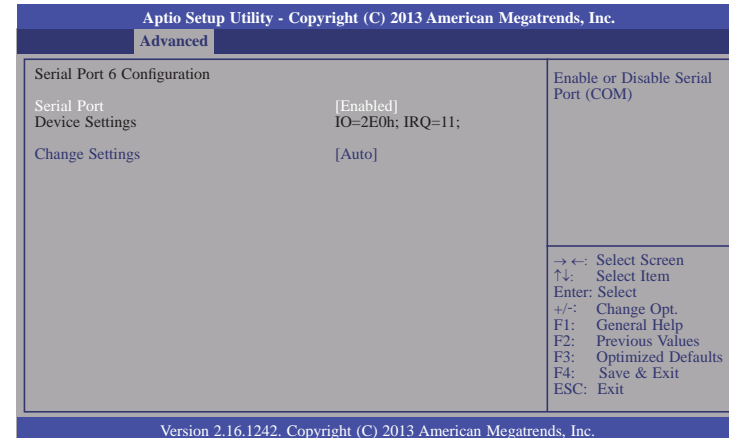 Aptio Setup Utility - Copyright (C) 2013 American Megatrends, Inc.
Advanced
Serial Port 6 Configuration
Serial Port [Enabled]
Device Settings IO=2E0h; IRQ=11;
Change Settings [Auto]
Enable or Disable Serial
Port (COM)
→ ←: Select Screen
↑↓: Select Item
Enter: Select
+/-: Change Opt.
F1: General Help
F2: Previous Values
F3: Optimized Defaults
F4: Save & Exit
ESC: Exit
Version 2.16.1242. Copyright (C) 2013 American Megatrends, Inc.